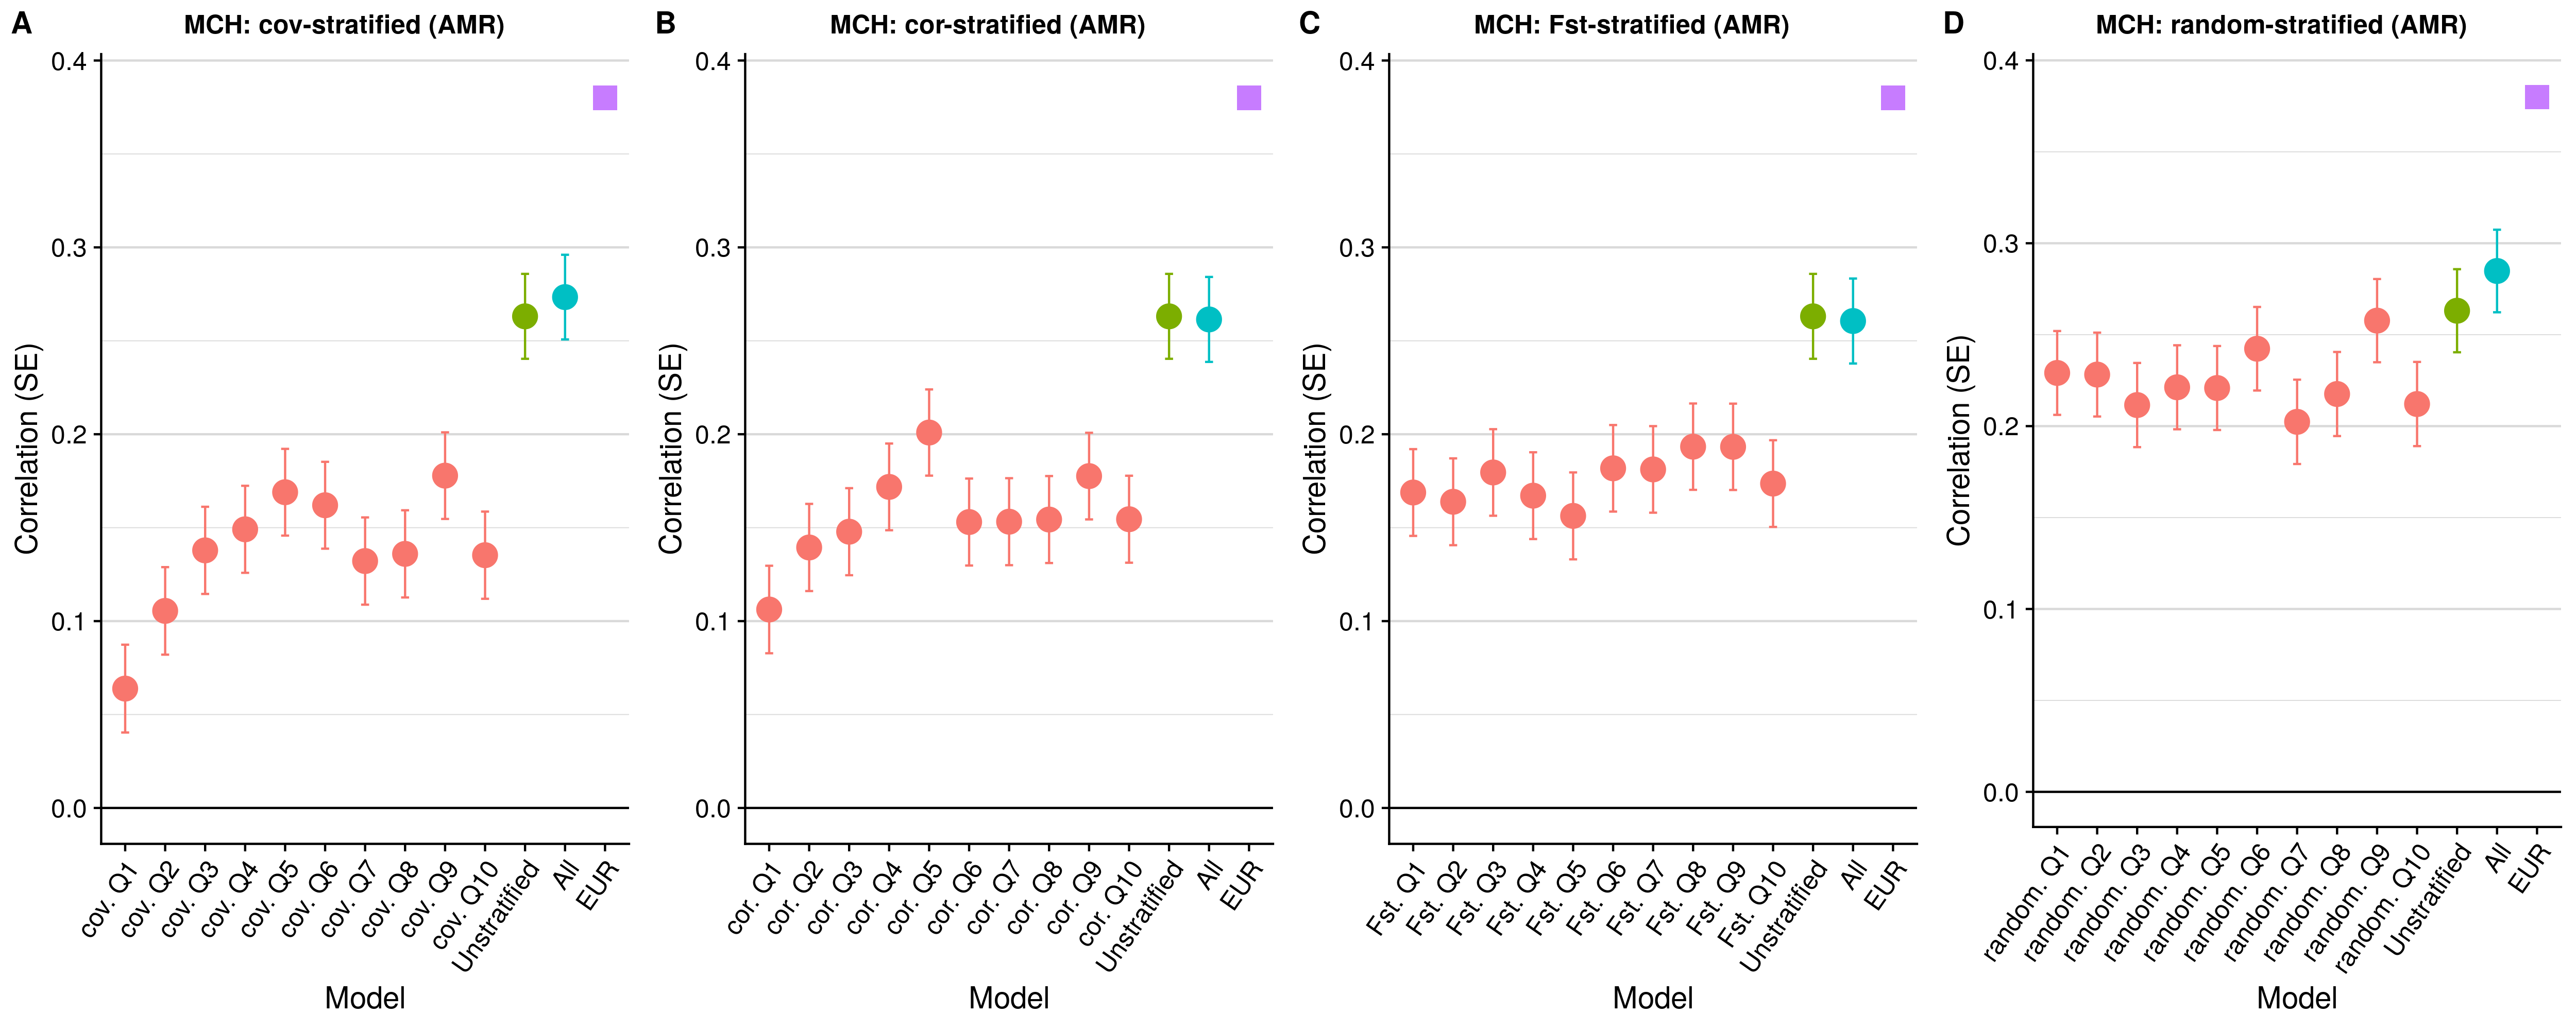 A
MCH: cov-stratified (AMR)
Correlation (SE)
0.4
0.3
0.2
0.1
0.0
cov. Q1
cov. Q2
cov. Q3
cov. Q4
cov. Q5
cov. Q6
cov. Q7
cov. Q8
cov. Q9
cov. Q10
Unstratified
All
EUR
Model
B
MCH: cor-stratified (AMR)
Correlation (SE)
0.4
0.3
0.2
0.1
0.0
cor. Q1
cor. Q2
cor. Q3
cor. Q4
cor. Q5
cor. Q6
cor. Q7
cor. Q8
cor. Q9
cor. Q10
Unstratified
All
EUR
Model
C
MCH: Fst-stratified (AMR)
Correlation (SE)
0.4
0.3
0.2
0.1
0.0
Fst. Q1
Fst. Q2
Fst. Q3
Fst. Q4
Fst. Q5
Fst. Q6
Fst. Q7
Fst. Q8
Fst. Q9
Fst. Q10
Unstratified
All
EUR
Model
D
MCH: random-stratified (AMR)
Correlation (SE)
0.4
0.3
0.2
0.1
0.0
random. Q1
random. Q2
random. Q3
random. Q4
random. Q5
random. Q6
random. Q7
random. Q8
random. Q9
random. Q10
Unstratified
All
EUR
Model